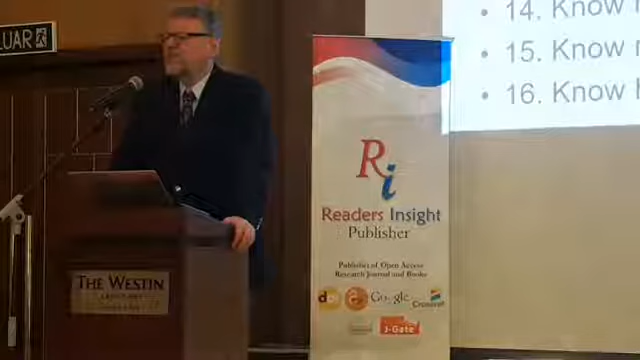 LUAR
14. Know
15. Know
16. Know
Ri
Readers Insight
Publisher
Publisher of Open Access
Research Journal and Books
Google
Crossref
J-Gate
THE WESTIN